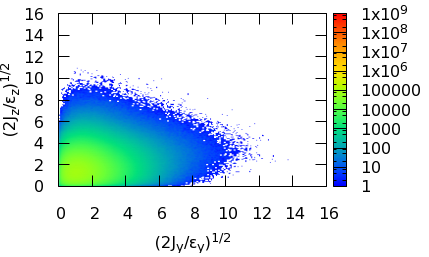 16
14
12
10
8
6
4
2
0
(2J_z/ε_z)^1/2
0 2 4 6 8 10 12 14 16
(2J_y/ε_y)^1/2
1x10^9
1x10^8
1x10^7
1x10^6
100000
10000
1000
100
10
1